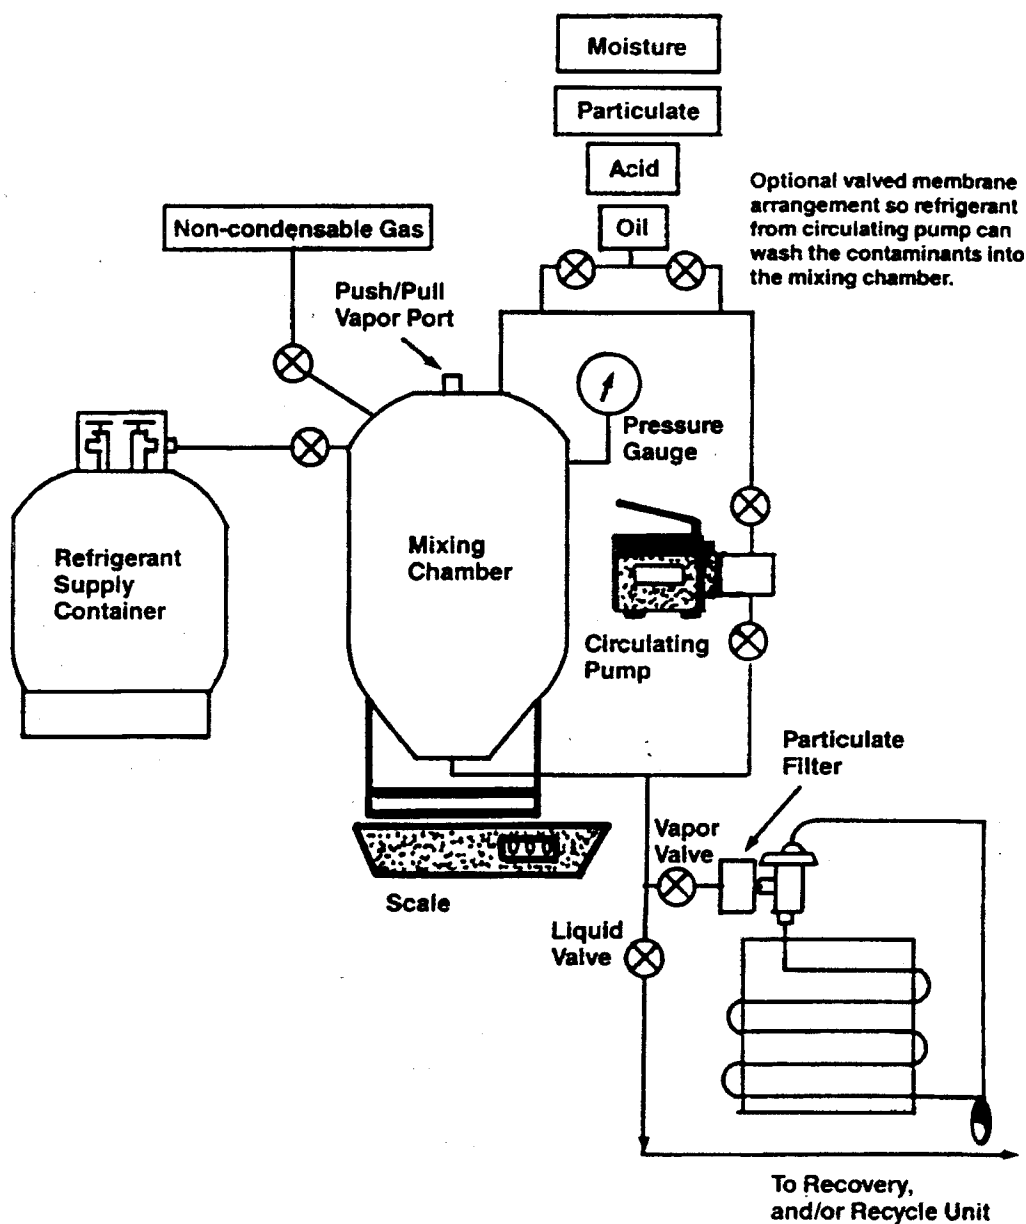 Moisture
Particulate
Acid
Oil
Optional valved membrane
arrangement so refrigerant
from circulating pump can
wash the contaminants into
the mixing chamber.
Non-condensable Gas
Push/Pull
Vapor Port
Pressure
Gauge
Refrigerant
Supply
Container
Mixing
Chamber
Circulating
Pump
Particulate
Filter
Vapor
Valve
000
Scale
Liquid
Valve
To Recovery,
and/or Recycle Unit